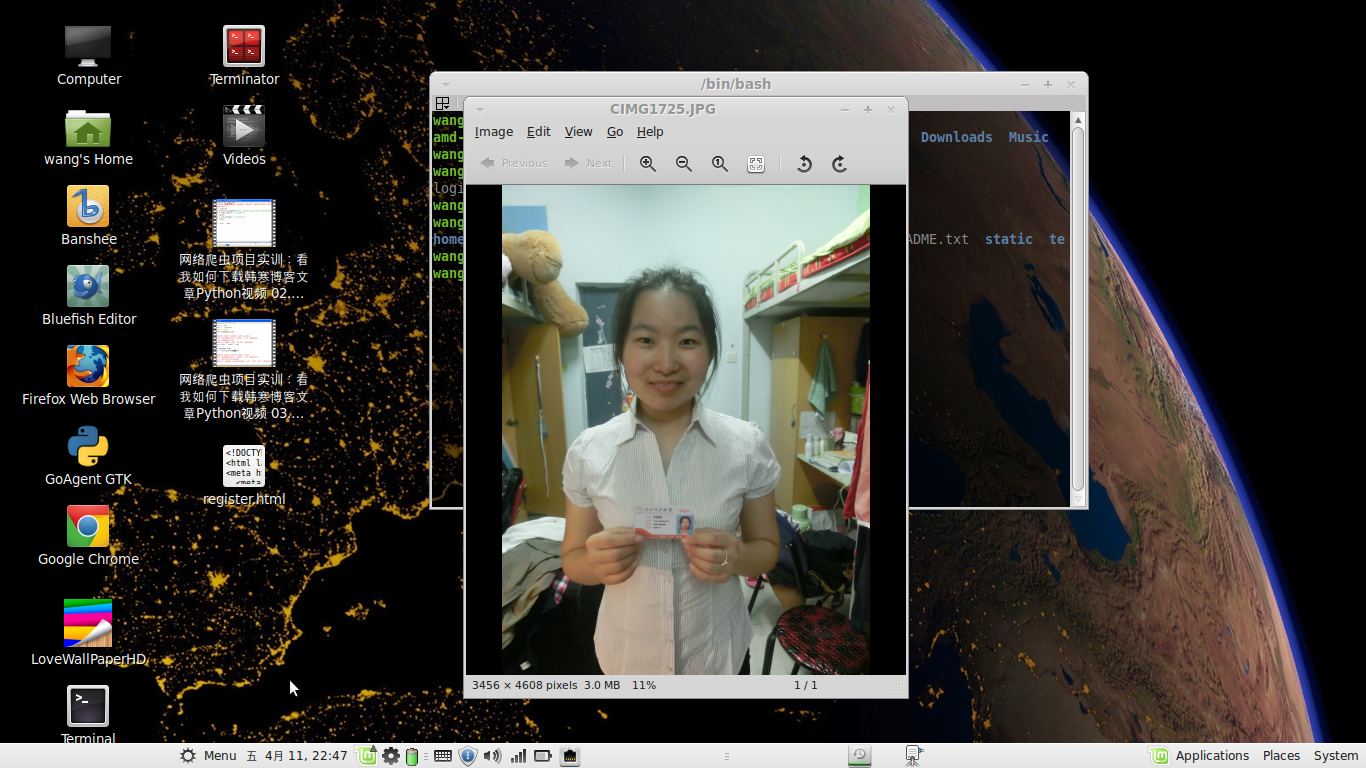 Computer
wang's Home
Banshee
Bluefish Editor
Firefox Web Browser
GoAgent GTK
Google Chrome
LoveWallPaperHD
Terminal
Terminator
Videos
网络爬虫项目实训：看
我如何下载韩寒博客文
章Python视频 02....
网络爬虫项目实训：看
我如何下载韩寒博客文
章Python视频 03....
<!DOCTY
<html l
<meta h
<meta
register.html
/bin/bash
wang
amd-
Downloads Music
wang
wang
logi
wang
wang
home
ADME.txt static te
wang
wang
CIMG1725.JPG
Image Edit View Go Help
Previous Next
3456 × 4608 pixels 3.0 MB 11% 1 / 1
Menu 五 4月 11, 22:47
Applications Places System